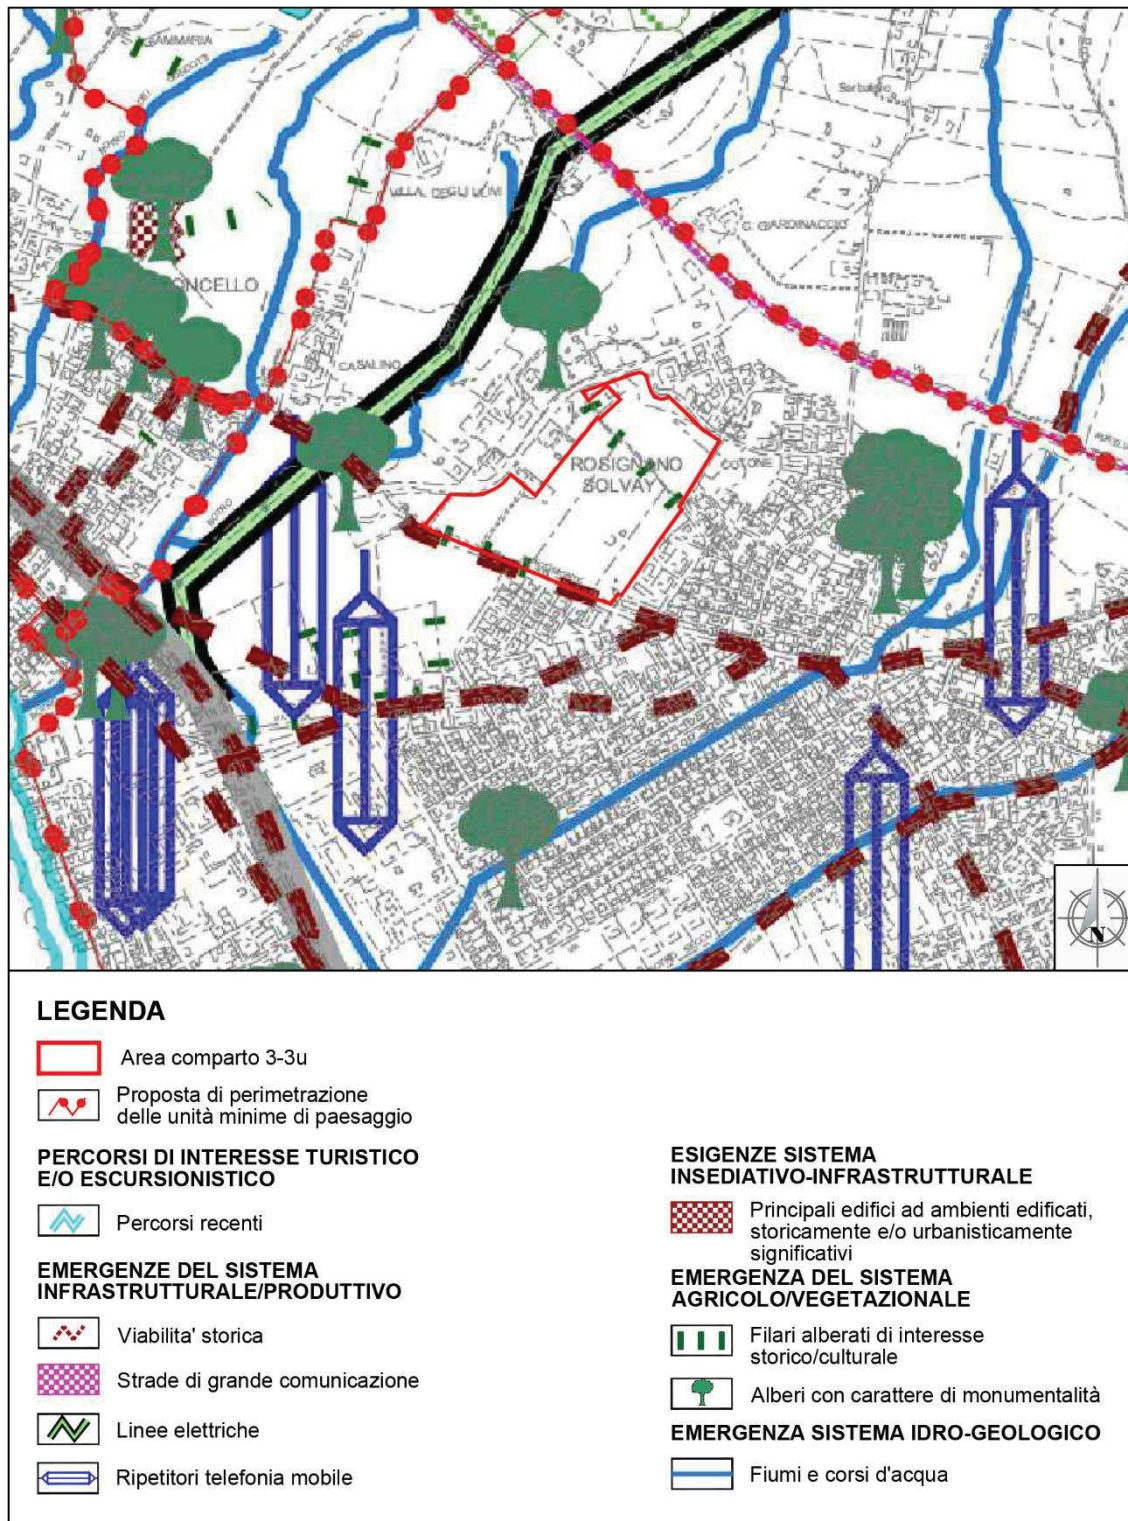 GAMMARIA
VILLA DEGLI ULIVI
C. GIARDINACCIO
CASALINO
ROSIGNANO
SOLVAY
COTONE
N
LEGENDA
Area comparto 3-3u
Proposta di perimetrazione
delle unità minime di paesaggio
PERCORSI DI INTERESSE TURISTICO
E/O ESCURSIONISTICO
Percorsi recenti
EMERGENZE DEL SISTEMA
INFRASTRUTTURALE/PRODUTTIVO
Viabilita' storica
Strade di grande comunicazione
Linee elettriche
Ripetitori telefonia mobile
ESIGENZE SISTEMA
INSEDIATIVO-INFRASTRUTTURALE
Principali edifici ad ambienti edificati,
storicamente e/o urbanisticamente
significativi
EMERGENZA DEL SISTEMA
AGRICOLO/VEGETAZIONALE
Filari alberati di interesse
storico/culturale
Alberi con carattere di monumentalità
EMERGENZA SISTEMA IDRO-GEOLOGICO
Fiumi e corsi d'acqua